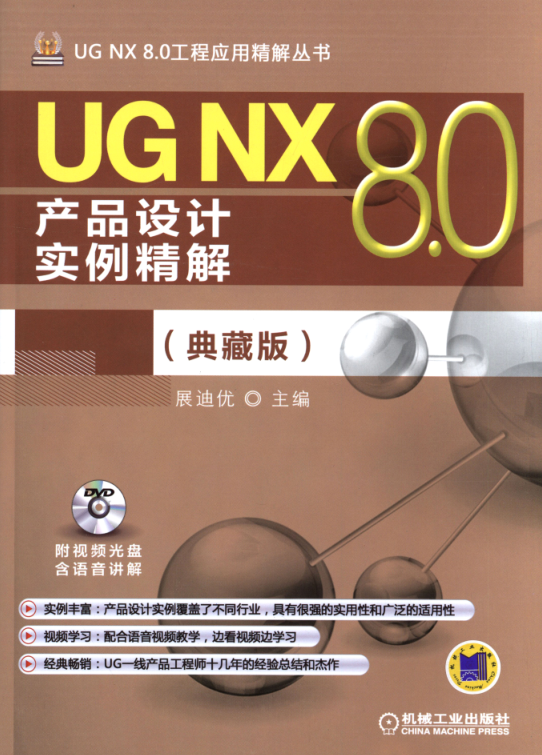 UG NX 8.0工程应用精解丛书
UG NX 8.0
产品设计
实例精解
（典藏版）
展迪优 ◎ 主编
DVD
附视频光盘
含语音讲解
实例丰富：产品设计实例覆盖了不同行业，具有很强的实用性和广泛的适用性
视频学习：配合语音视频教学，边看视频边学习
经典畅销：UG一线产品工程师十几年的经验总结和杰作
机械工业出版社
CHINA MACHINE PRESS